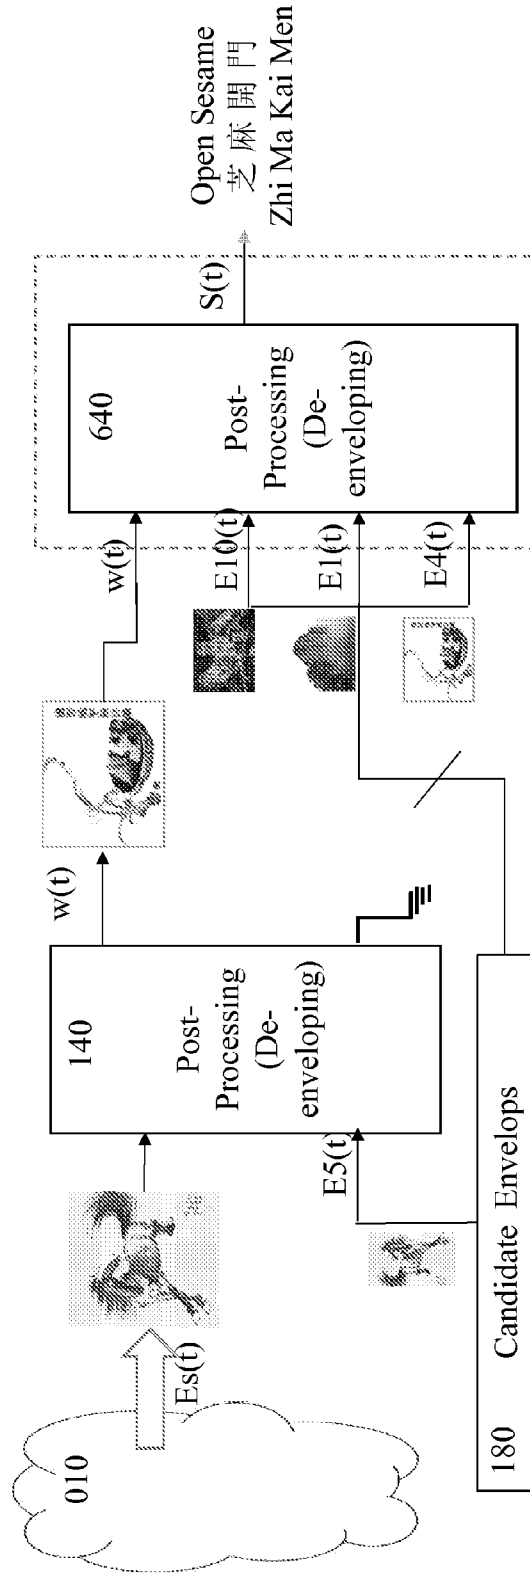 010
Es(t)
140
Post-
Processing
(De-
enveloping)
E5(t)
w(t)
w(t)
180 Candidate Envelops
640
Post-
Processing
(De-
enveloping)
E10(t)
E1(t)
E4(t)
S(t)
Open Sesame
芝麻開門
Zhi Ma Kai Men